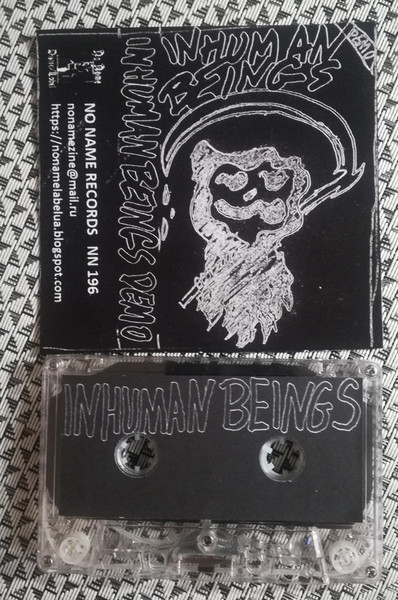 INHUMAN
BEINGS
DEMO
INHUMAN BEINGS DEMO
NO NAME RECORDS NN 196
nonamezine@mail.ru
https://nonamelabelua.blogspot.com
INHUMAN BEINGS